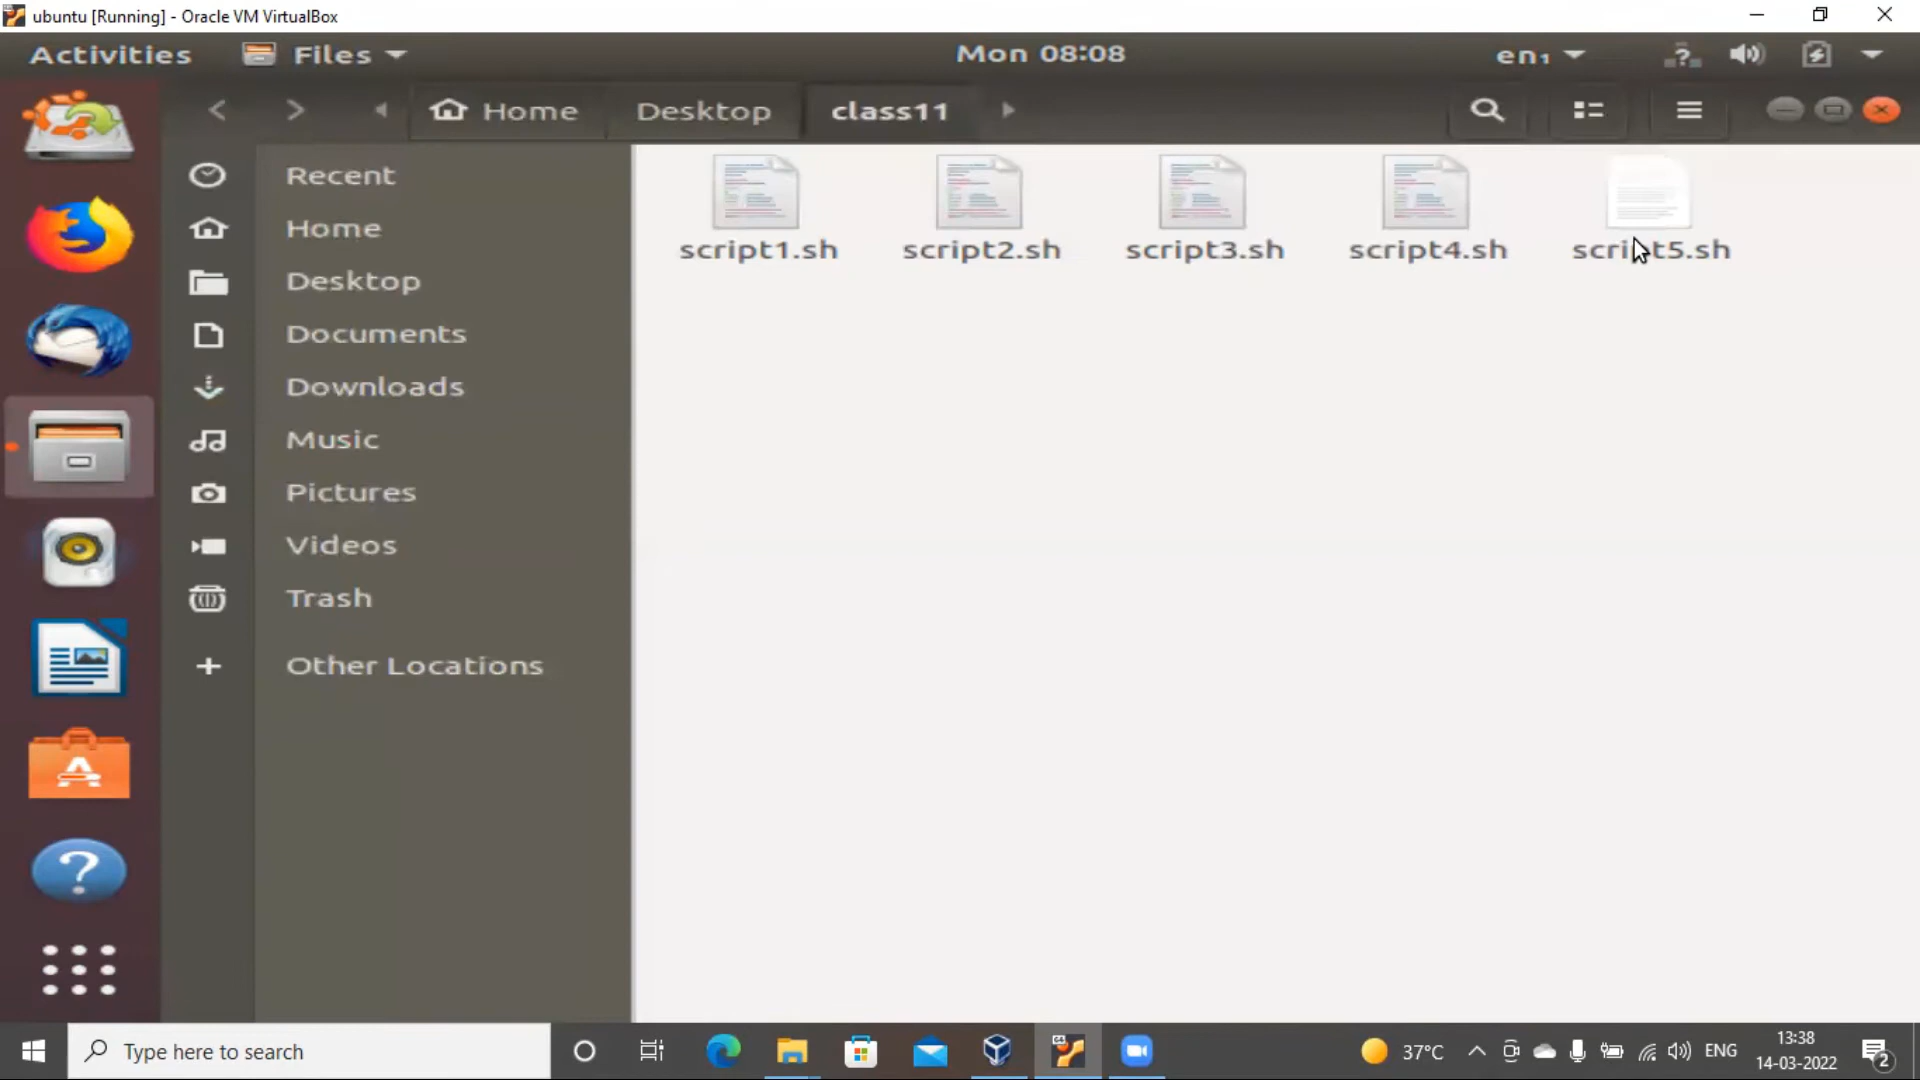 ubuntu [Running] - Oracle VM VirtualBox
Activities Files Mon 08:08 en₁
Home Desktop class11
Recent
Home
Desktop
Documents
Downloads
Music
Pictures
Videos
Trash
Other Locations
script1.sh script2.sh script3.sh script4.sh script5.sh
Type here to search
37°C ENG
13:38
14-03-2022
2